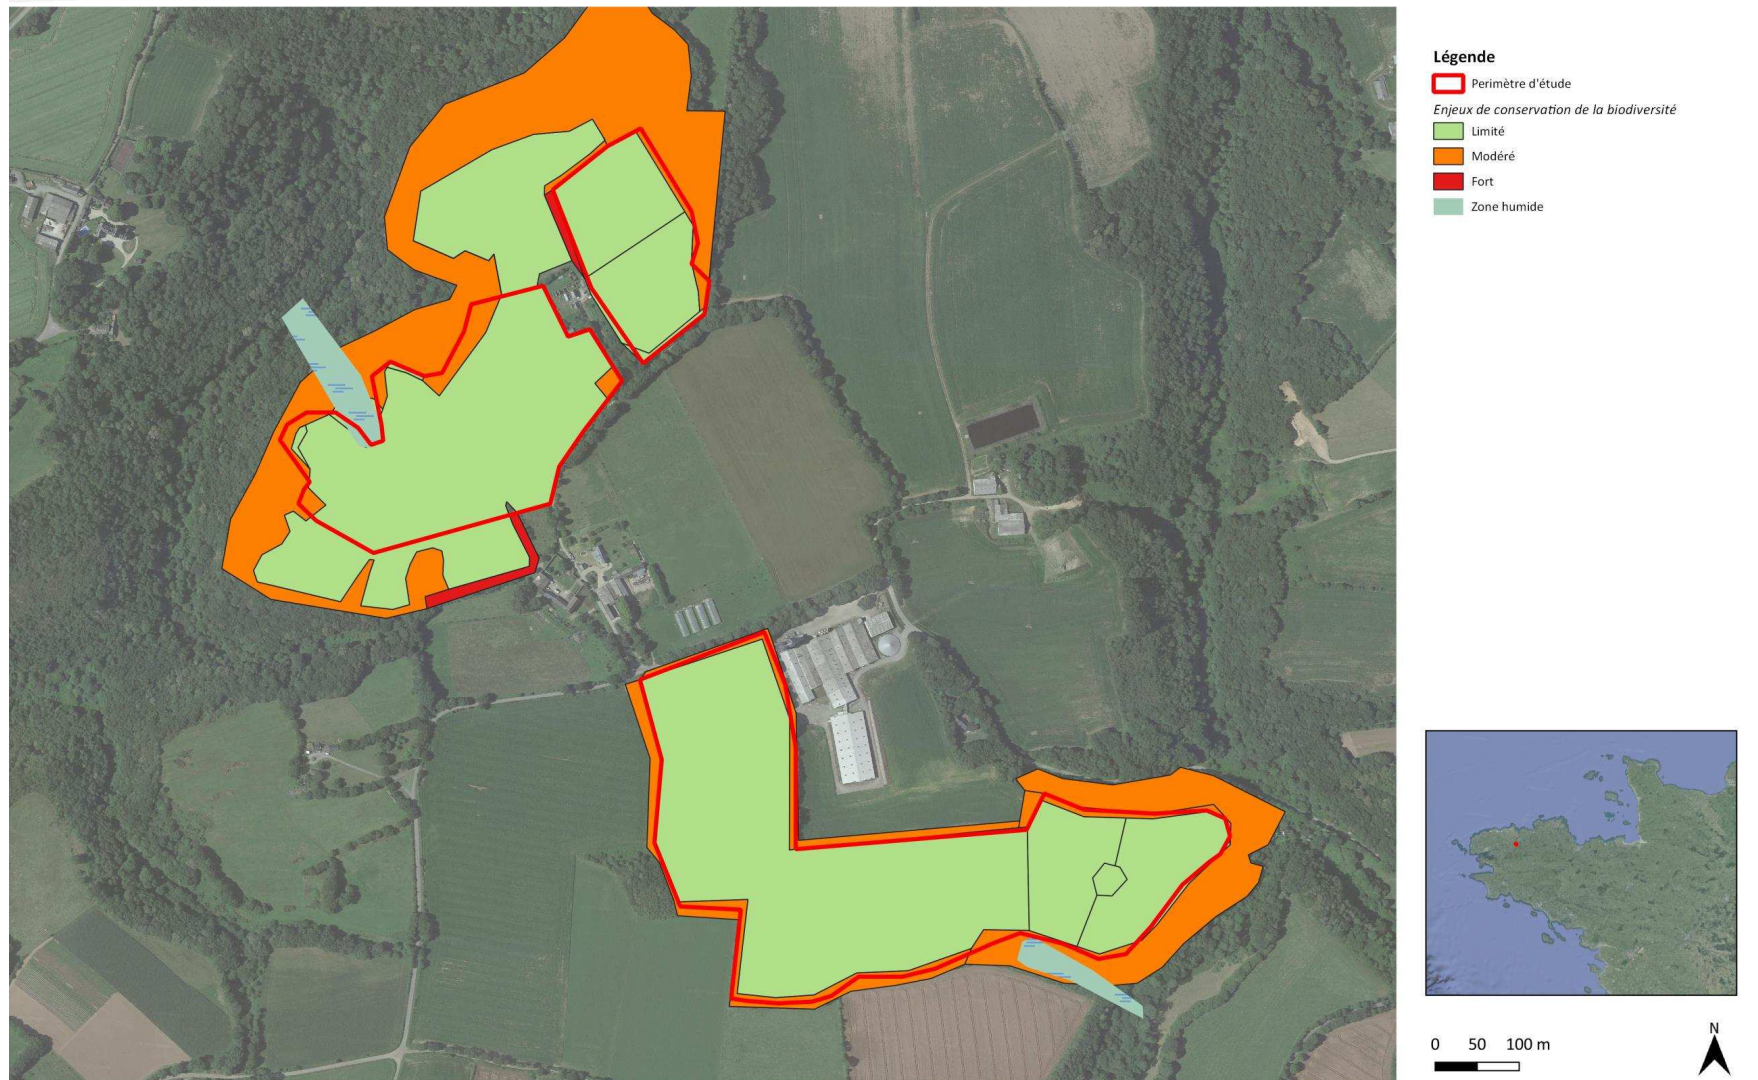 Légende
Perimètre d'étude
Enjeux de conservation de la biodiversité
Limité
Modéré
Fort
Zone humide
N
0 50 100 m